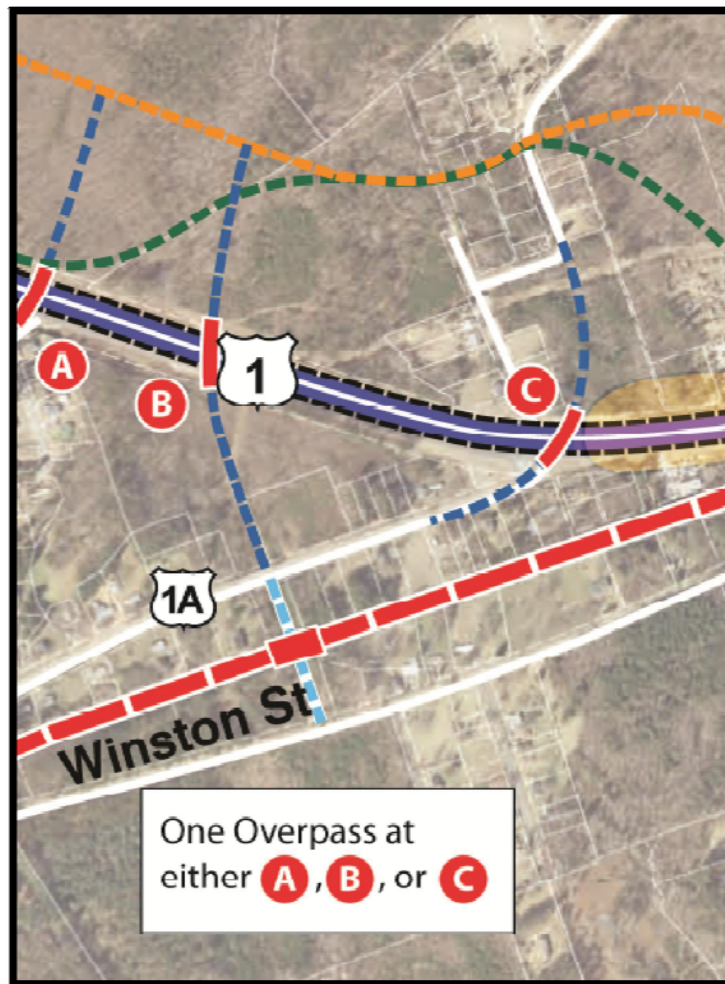 A
B
1
C
1A
Winston St
One Overpass at
either A, B, or C